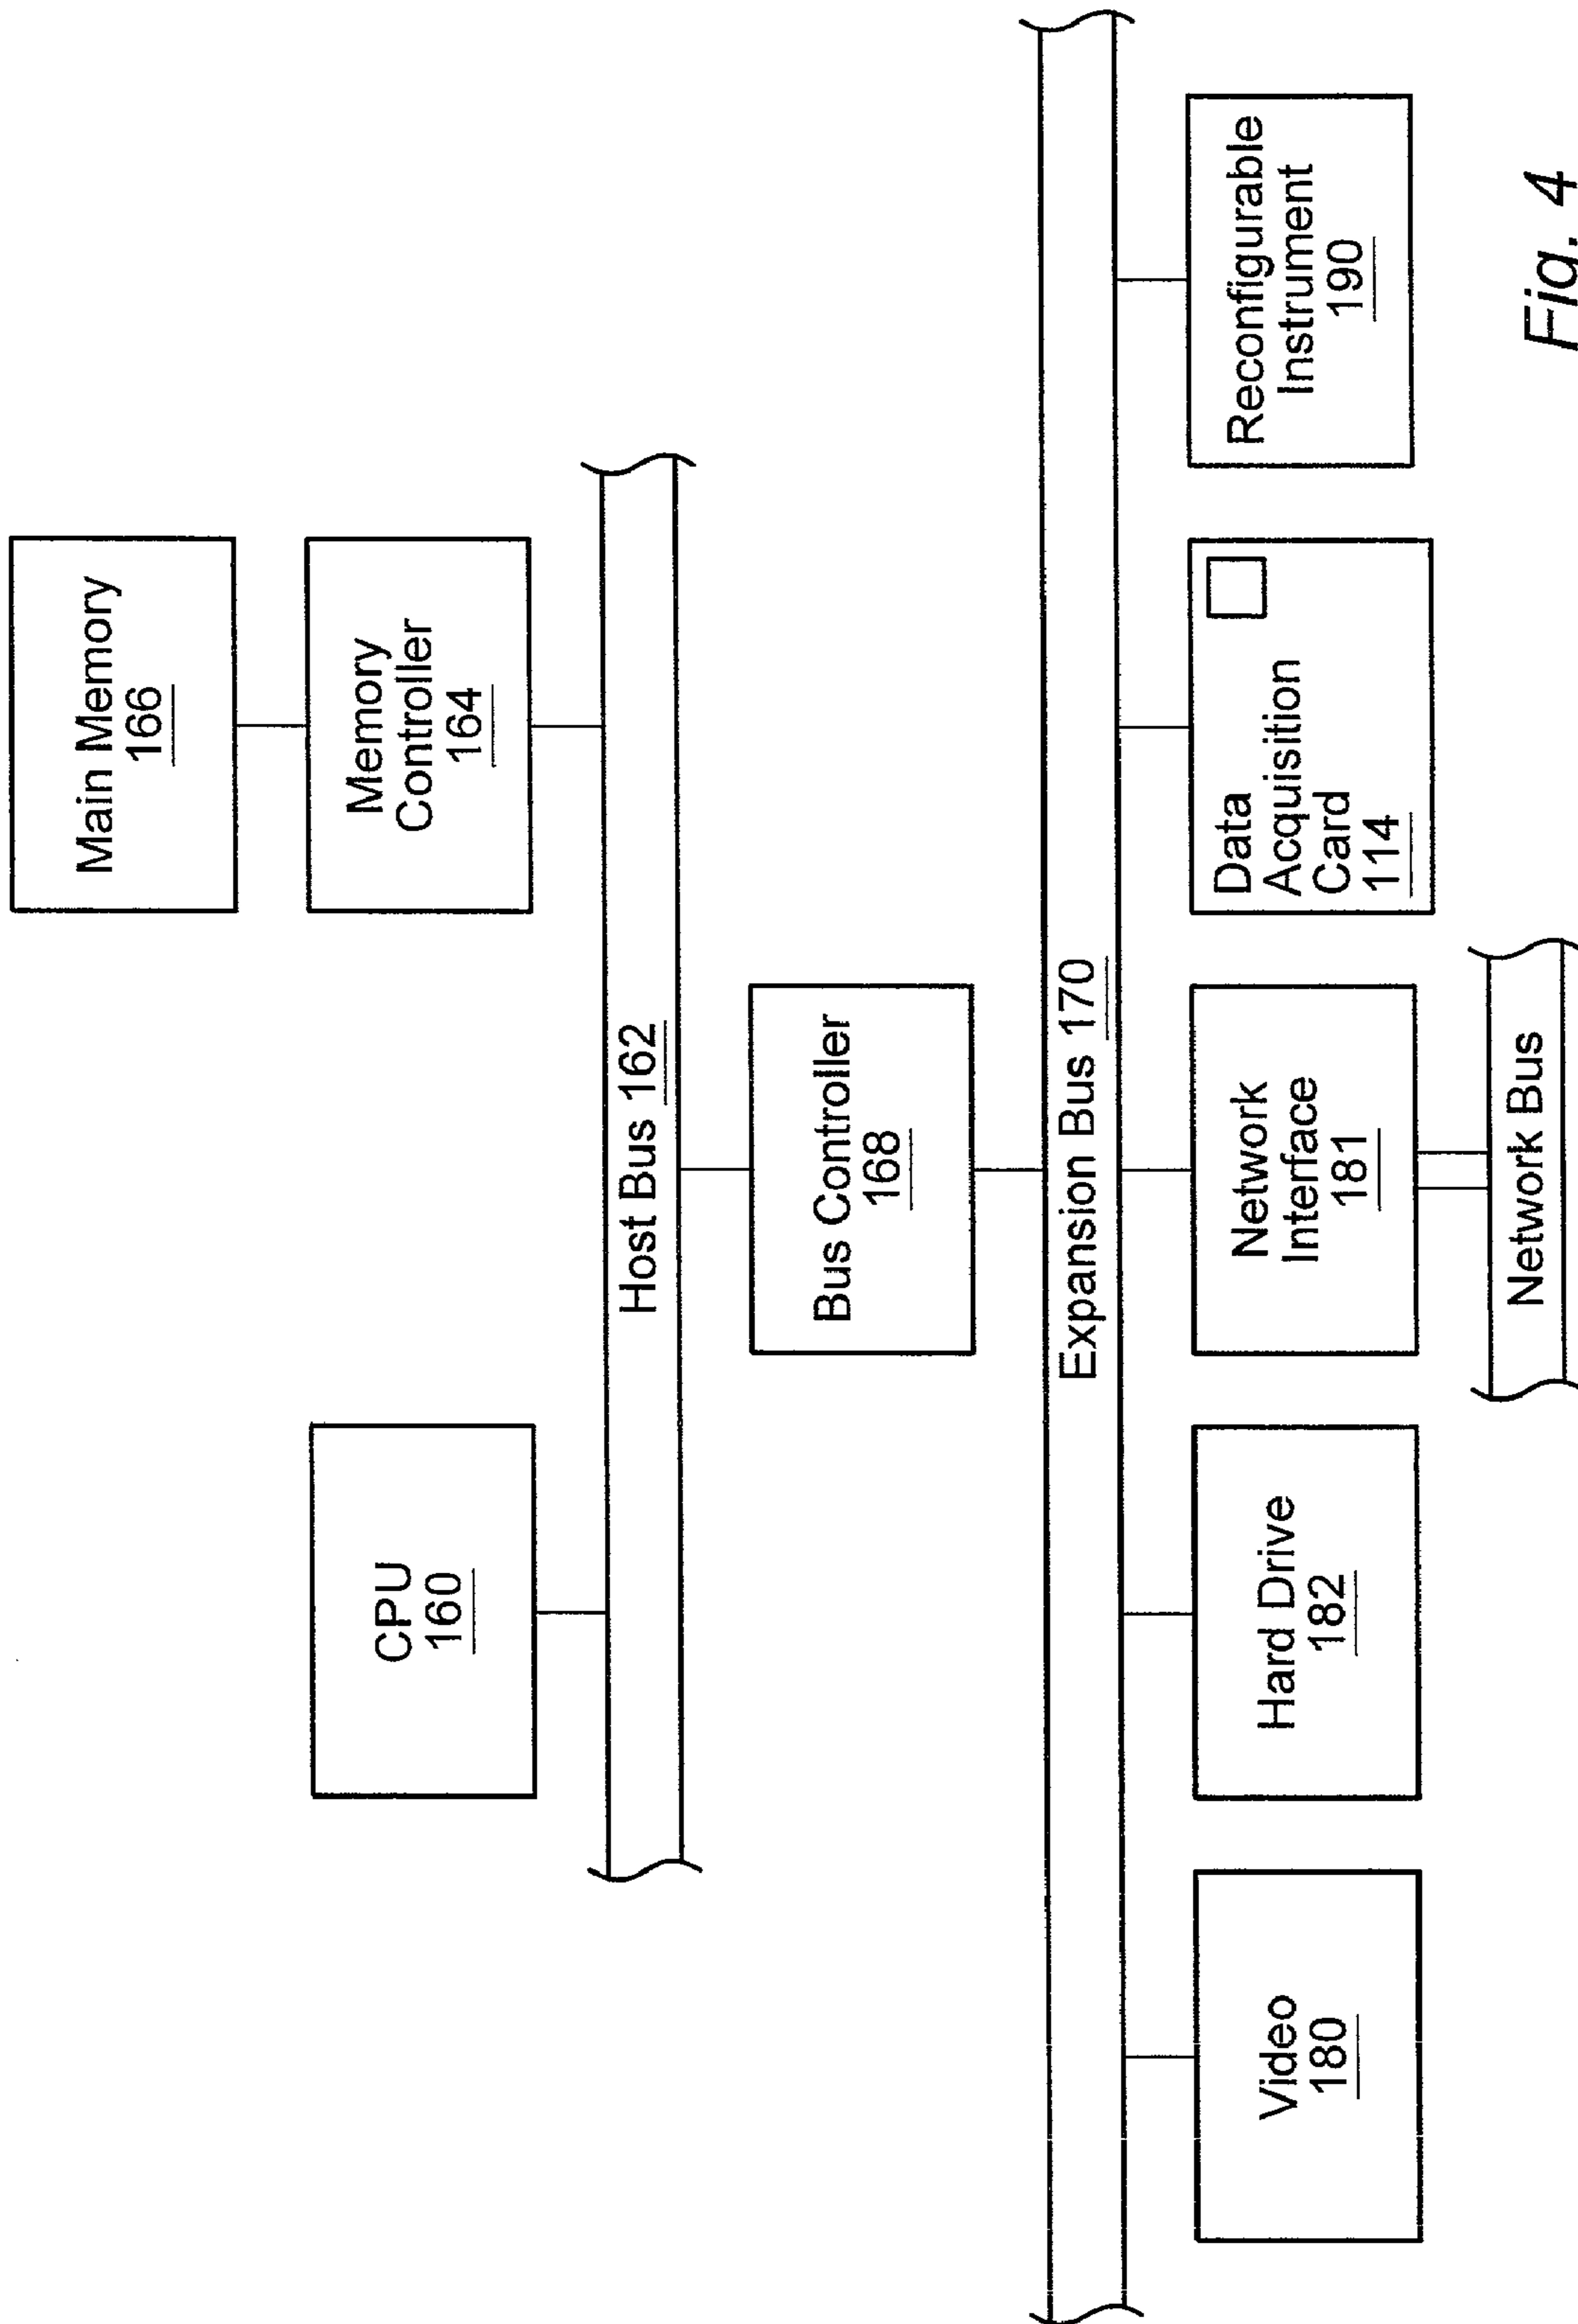 Main Memory
166
CPU
160
Memory
Controller
164
Host Bus 162
Bus Controller
168
Expansion Bus 170
Video
180
Hard Drive
182
Network
Interface
181
Data
Acquisition
Card
114
Reconfigurable
Instrument
190
Network Bus
Fig. 4